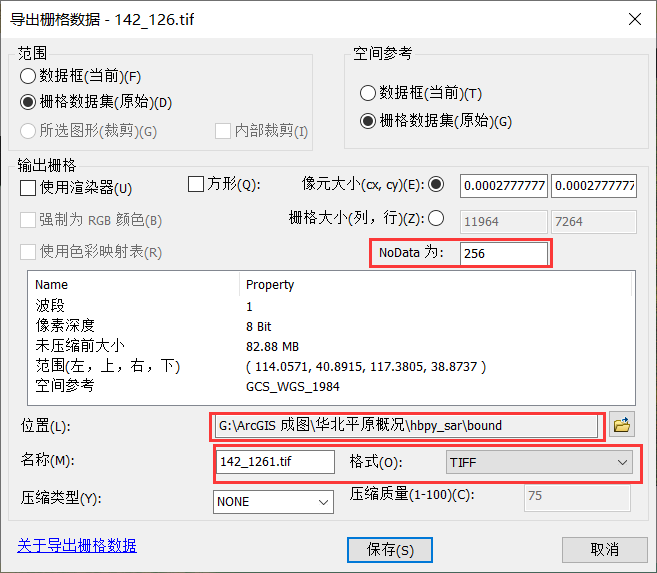 导出栅格数据 - 142_126.tif
范围
数据框(当前)(F)
栅格数据集(原始)(D)
所选图形(裁剪)(G)
内部裁剪(I)
空间参考
数据框(当前)(T)
栅格数据集(原始)(G)
输出栅格
使用渲染器(U)
方形(Q):
像元大小(cx, cy)(E):
0.0002777777
0.0002777777
强制为 RGB 颜色(B)
栅格大小(列，行)(Z):
11964
7264
使用色彩映射表(R)
NoData 为:
256
Name
Property
波段
1
像素深度
8 Bit
未压缩前大小
82.88 MB
范围(左，上，右，下)
( 114.0571, 40.8915, 117.3805, 38.8737 )
空间参考
GCS_WGS_1984
位置(L):
G:\ArcGIS 成图\华北平原概况\hbpy_sar\bound
名称(M):
142_1261.tif
格式(O):
TIFF
压缩类型(Y):
NONE
压缩质量(1-100)(C):
75
关于导出栅格数据
保存(S)
取消